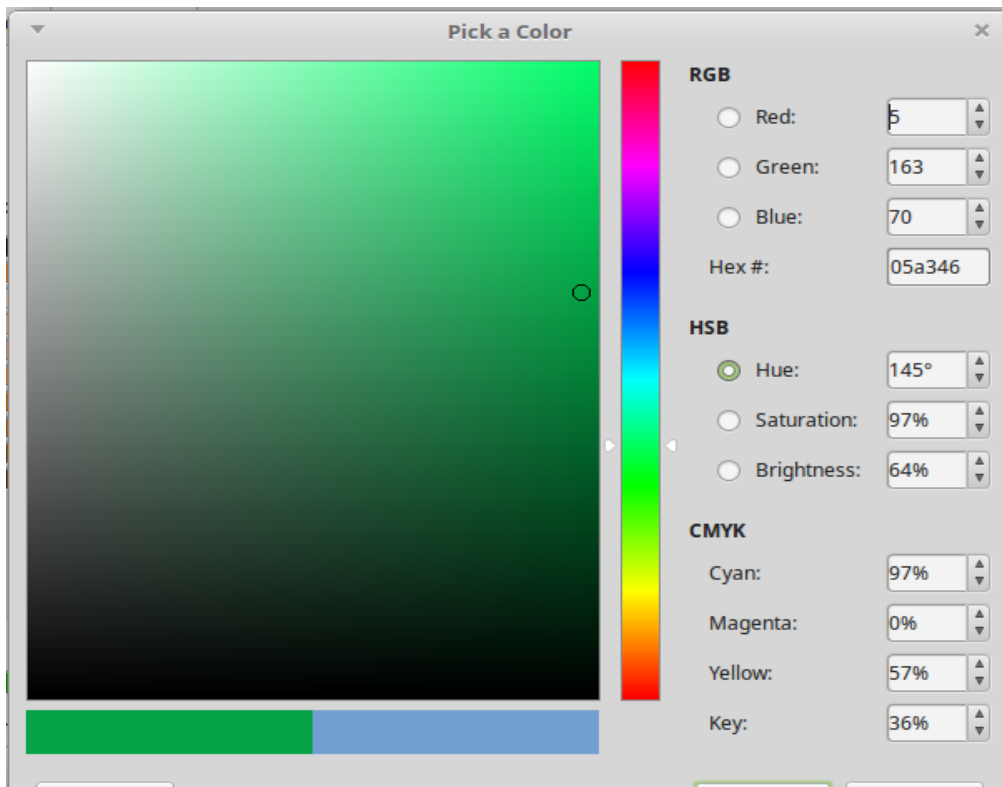 Pick a Color
RGB
Red: 5
Green: 163
Blue: 70
Hex #: 05a346
HSB
Hue: 145°
Saturation: 97%
Brightness: 64%
CMYK
Cyan: 97%
Magenta: 0%
Yellow: 57%
Key: 36%